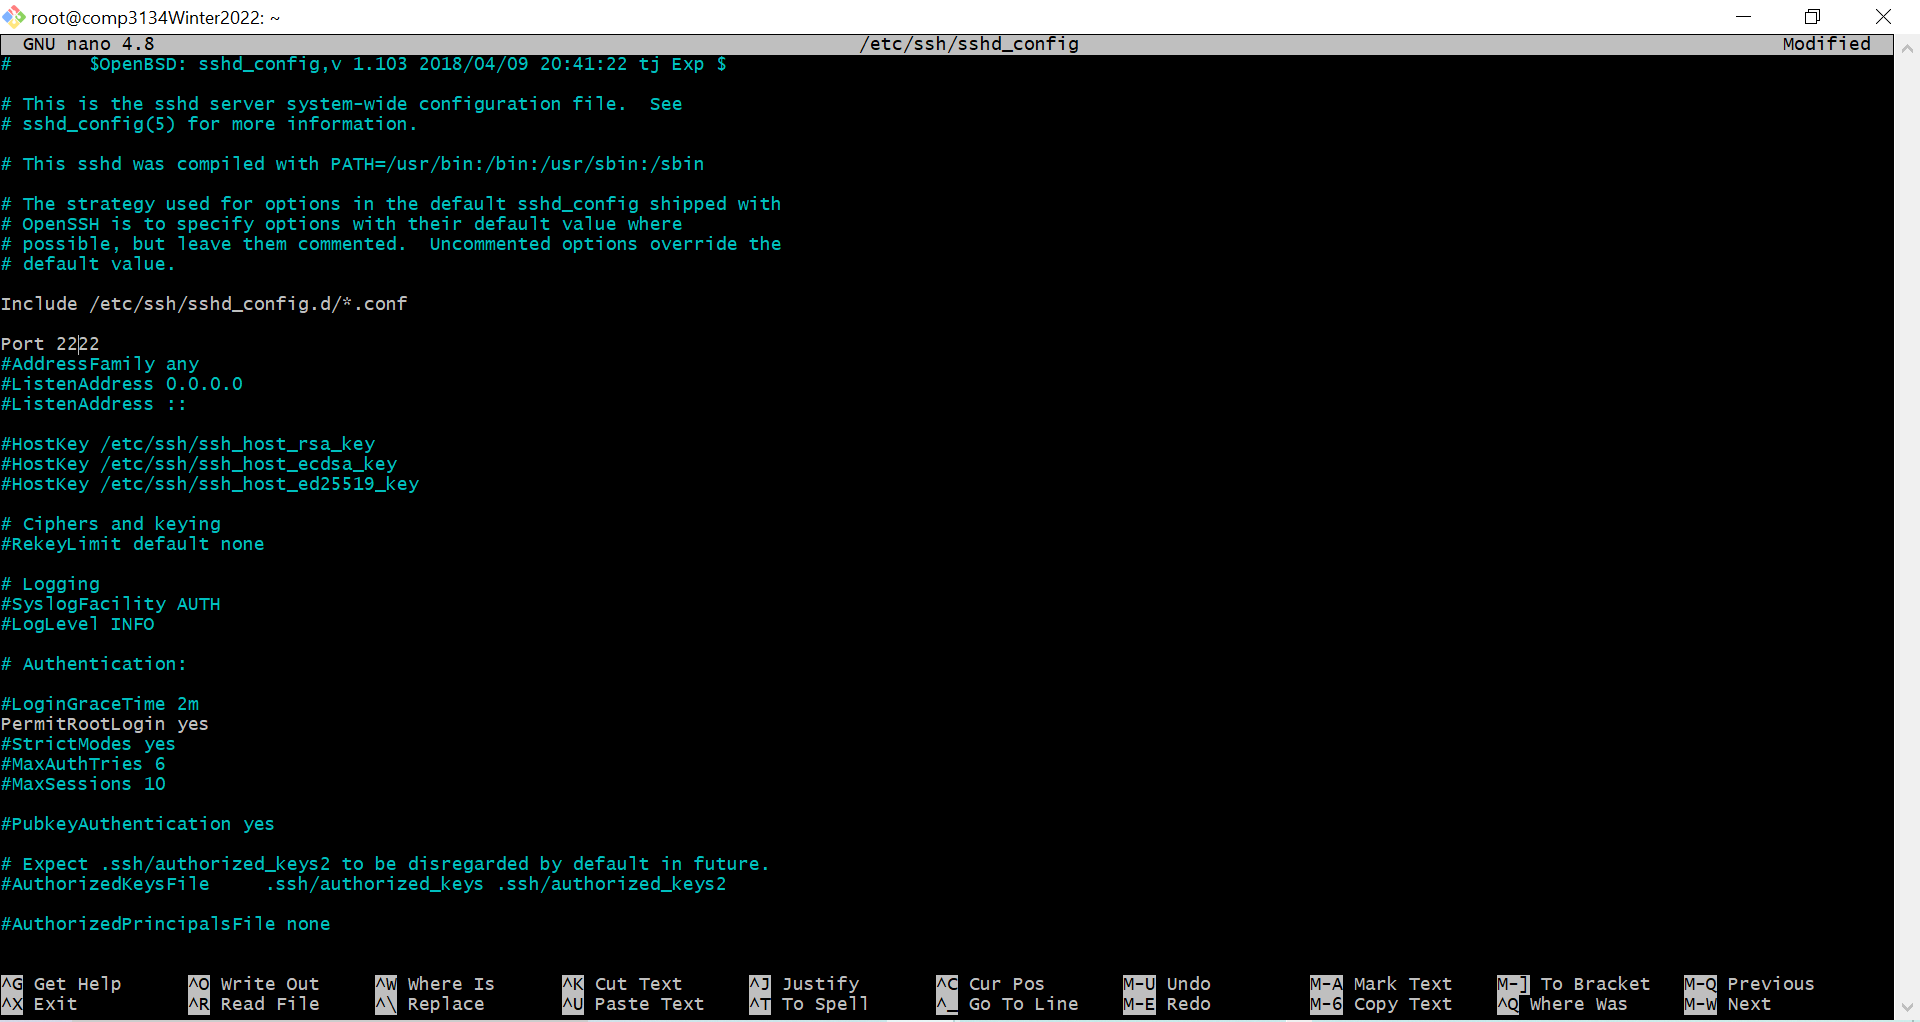 root@comp3134Winter2022: ~
GNU nano 4.8 /etc/ssh/sshd_config Modified
#       $OpenBSD: sshd_config,v 1.103 2018/04/09 20:41:22 tj Exp $
# This is the sshd server system-wide configuration file.  See
# sshd_config(5) for more information.
# This sshd was compiled with PATH=/usr/bin:/bin:/usr/sbin:/sbin
# The strategy used for options in the default sshd_config shipped with
# OpenSSH is to specify options with their default value where
# possible, but leave them commented.  Uncommented options override the
# default value.
Include /etc/ssh/sshd_config.d/*.conf
Port 2222
#AddressFamily any
#ListenAddress 0.0.0.0
#ListenAddress ::
#HostKey /etc/ssh/ssh_host_rsa_key
#HostKey /etc/ssh/ssh_host_ecdsa_key
#HostKey /etc/ssh/ssh_host_ed25519_key
# Ciphers and keying
#RekeyLimit default none
# Logging
#SyslogFacility AUTH
#LogLevel INFO
# Authentication:
#LoginGraceTime 2m
PermitRootLogin yes
#StrictModes yes
#MaxAuthTries 6
#MaxSessions 10
#PubkeyAuthentication yes
# Expect .ssh/authorized_keys2 to be disregarded by default in future.
#AuthorizedKeysFile     .ssh/authorized_keys .ssh/authorized_keys2
#AuthorizedPrincipalsFile none
^G Get Help ^O Write Out ^W Where Is ^K Cut Text ^J Justify ^C Cur Pos M-U Undo M-A Mark Text M-] To Bracket M-Q Previous
^X Exit ^R Read File ^\ Replace ^U Paste Text ^T To Spell ^_ Go To Line M-E Redo M-6 Copy Text ^Q Where Was M-W Next